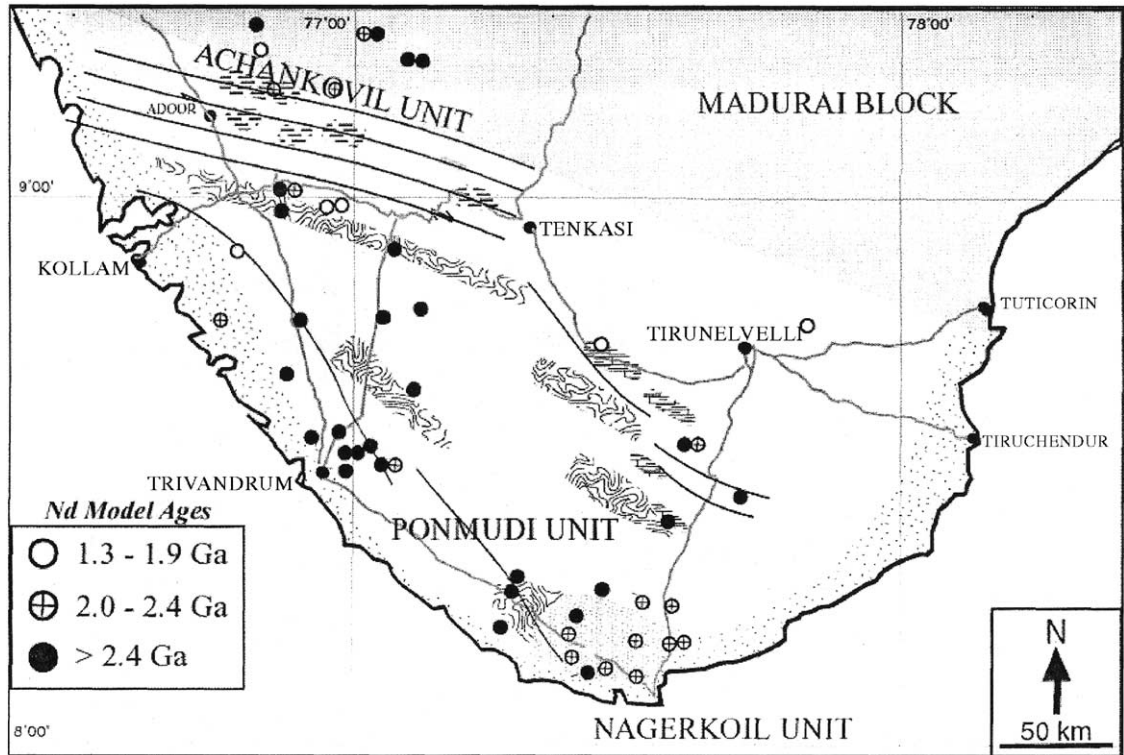 77'00'
78'00'
ACHANKOVIL UNIT
MADURAI BLOCK
ADOOR
9'00'
TENKASI
KOLLAM
TUTICORIN
TIRUNELVELLI
TIRUCHENDUR
TRIVANDRUM
Nd Model Ages
PONMUDI UNIT
1.3 - 1.9 Ga
2.0 - 2.4 Ga
> 2.4 Ga
N
50 km
NAGERKOIL UNIT
8'00'